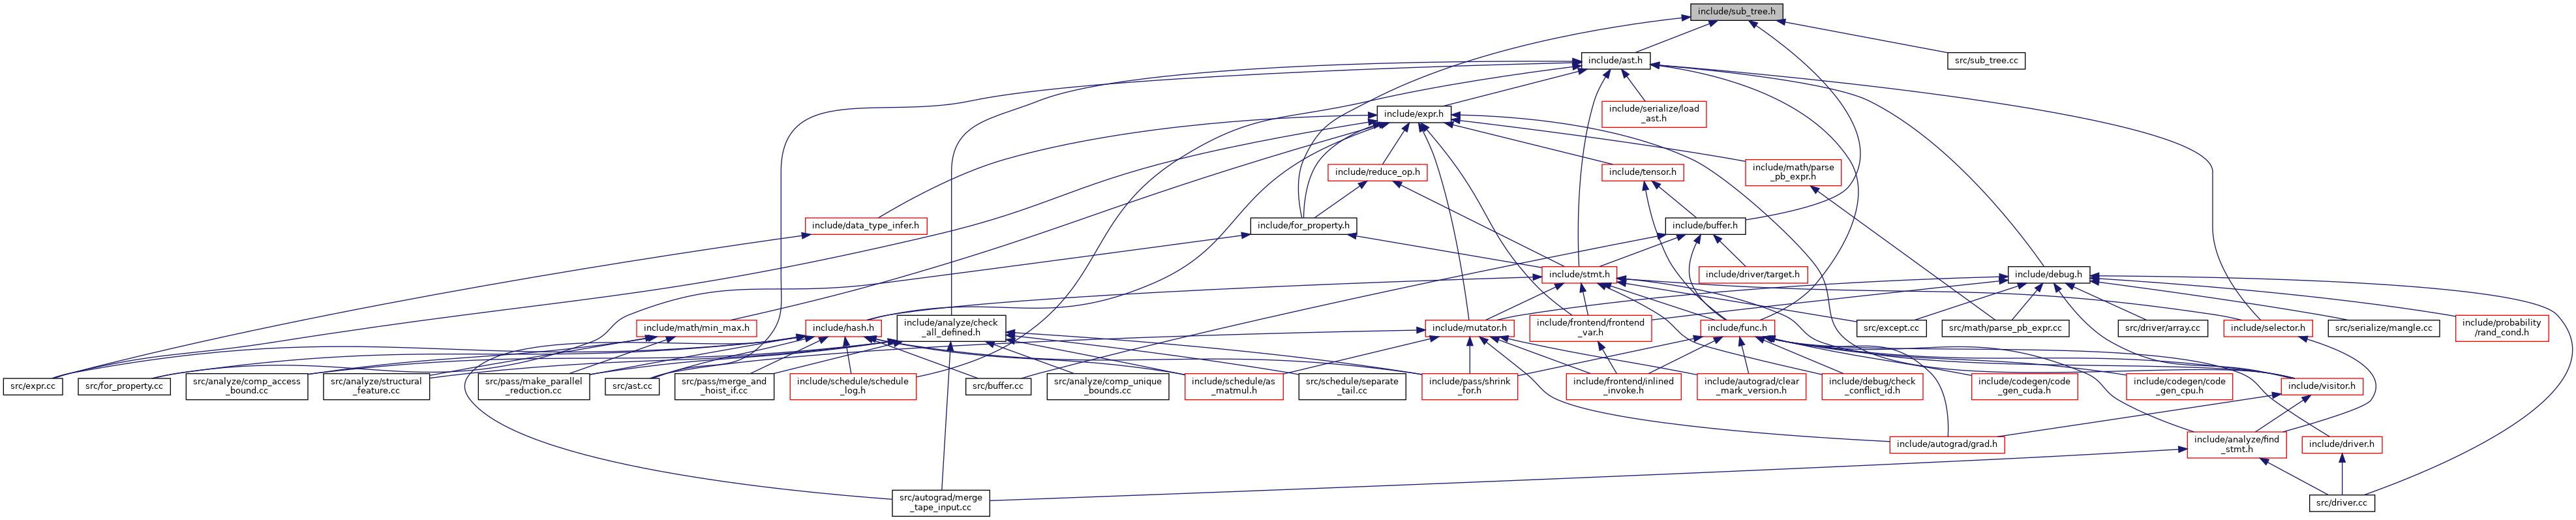 include/sub_tree.h
include/ast.h
src/sub_tree.cc
include/expr.h
include/serialize/load
_ast.h
include/reduce_op.h
include/tensor.h
include/math/parse
_pb_expr.h
include/data_type_infer.h
include/for_property.h
include/buffer.h
include/stmt.h
include/driver/target.h
include/debug.h
include/math/min_max.h
include/hash.h
include/analyze/check
_all_defined.h
include/mutator.h
include/frontend/frontend
_var.h
include/func.h
src/except.cc
src/math/parse_pb_expr.cc
src/driver/array.cc
include/selector.h
src/serialize/mangle.cc
include/probability
/rand_cond.h
src/expr.cc
src/for_property.cc
src/analyze/comp_access
_bound.cc
src/analyze/structural
_feature.cc
src/pass/make_parallel
_reduction.cc
src/ast.cc
src/pass/merge_and
_hoist_if.cc
include/schedule/schedule
_log.h
src/buffer.cc
src/analyze/comp_unique
_bounds.cc
include/schedule/as
_matmul.h
src/schedule/separate
_tail.cc
include/pass/shrink
_for.h
include/frontend/inlined
_invoke.h
include/autograd/clear
_mark_version.h
include/debug/check
_conflict_id.h
include/codegen/code
_gen_cuda.h
include/codegen/code
_gen_cpu.h
include/visitor.h
include/autograd/grad.h
include/analyze/find
_stmt.h
include/driver.h
src/autograd/merge
_tape_input.cc
src/driver.cc